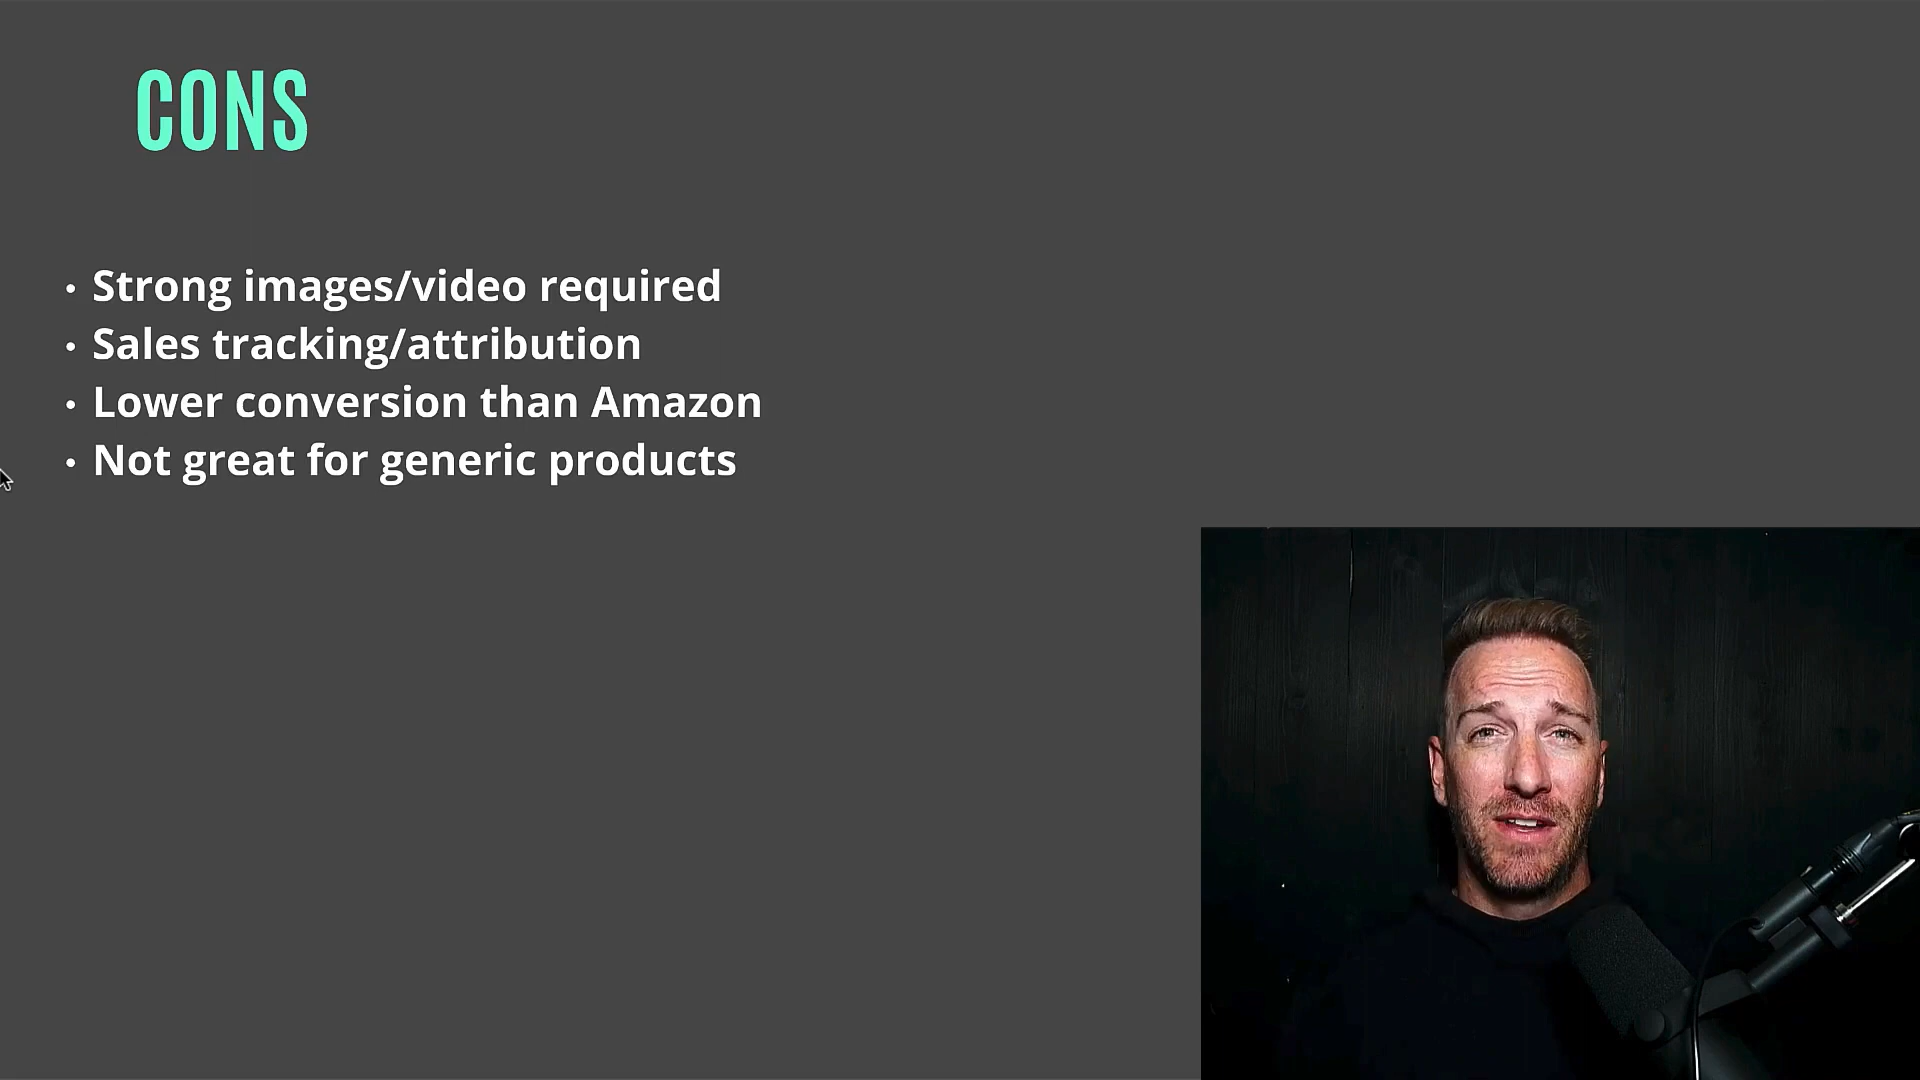 CONS
• Strong images/video required
• Sales tracking/attribution
• Lower conversion than Amazon
• Not great for generic products